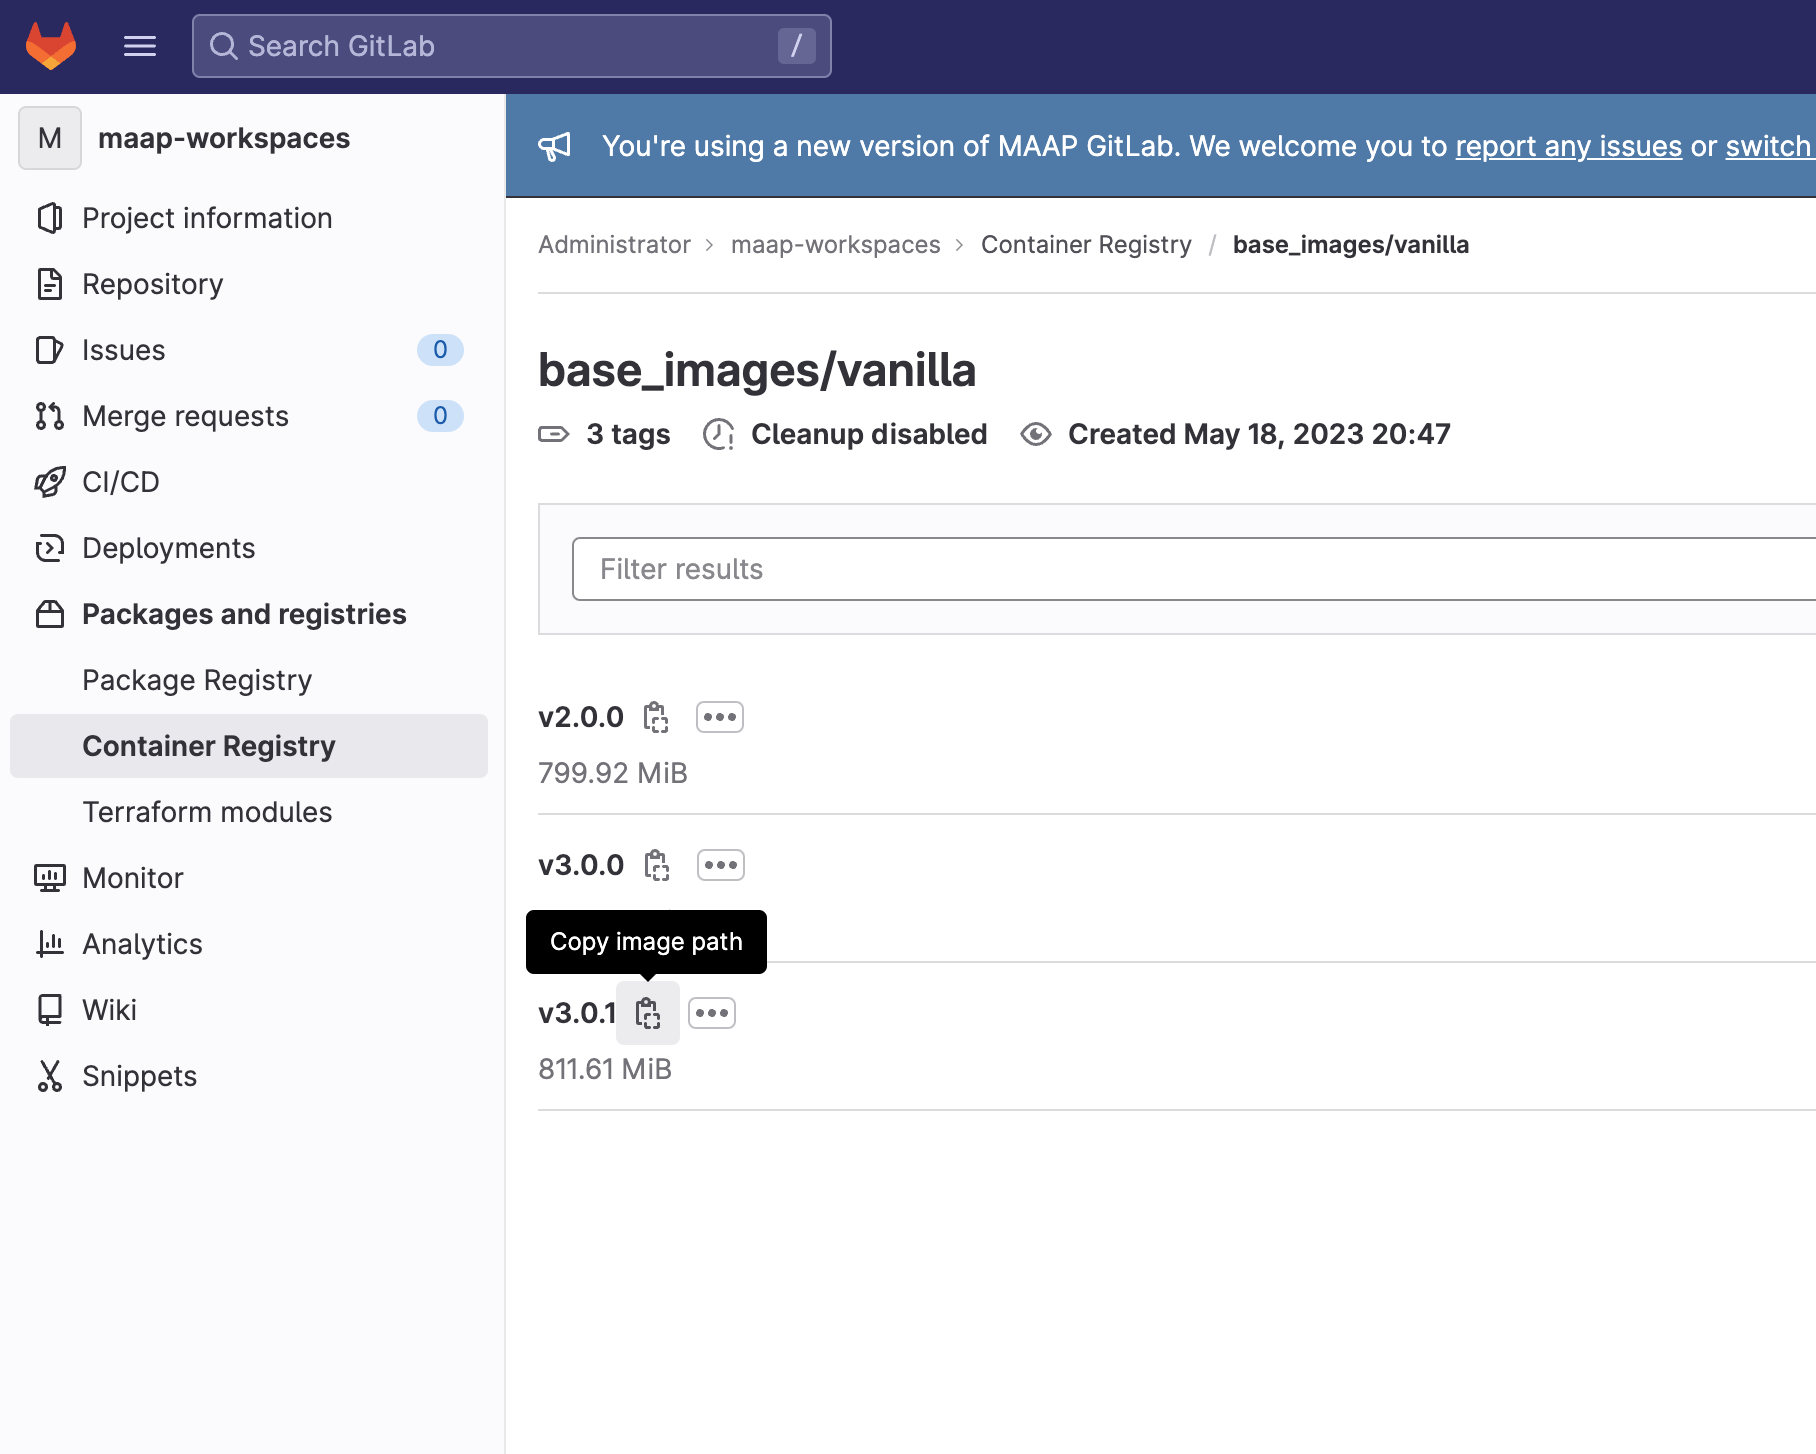 Search GitLab /
M maap-workspaces
Project information
Repository
Issues 0
Merge requests 0
CI/CD
Deployments
Packages and registries
Package Registry
Container Registry
Terraform modules
Monitor
Analytics
Wiki
Snippets
You're using a new version of MAAP GitLab. We welcome you to report any issues or switch
Administrator > maap-workspaces > Container Registry / base_images/vanilla
base_images/vanilla
3 tags Cleanup disabled Created May 18, 2023 20:47
Filter results
v2.0.0
799.92 MiB
v3.0.0
Copy image path
v3.0.1
811.61 MiB